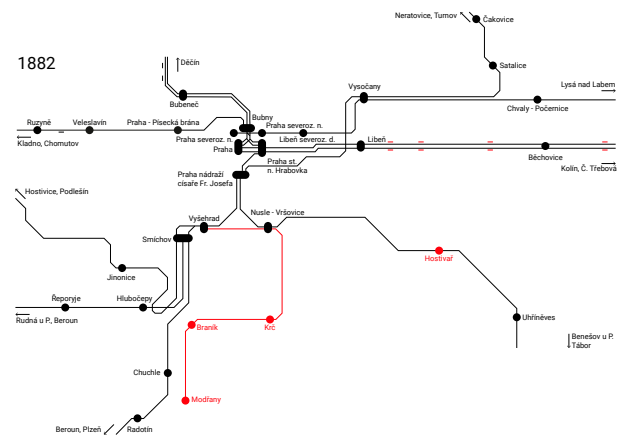 Neratovice, Turnov
Čakovice
1882
Děčín
Satalice
Vysočany
Lysá nad Labem
Bubeneč
Chvaly - Počernice
Bubny
Ruzyně
Veleslavín
Praha - Písecká brána
Praha severoz. n.
Praha severoz. n.
Libeň severoz. d.
Libeň
Kladno, Chomutov
Praha
Běchovice
Praha st.
n. Hrabovka
Kolín, Č. Třebová
Praha nádraží
císaře Fr. Josefa
Hostivice, Podlešín
Vyšehrad
Nusle - Vršovice
Smíchov
Hostivař
Jinonice
Řeporyje
Hlubočepy
Rudná u P., Beroun
Uhříněves
Braník
Krč
Benešov u P.
Tábor
Chuchle
Modřany
Beroun, Plzeň
Radotín